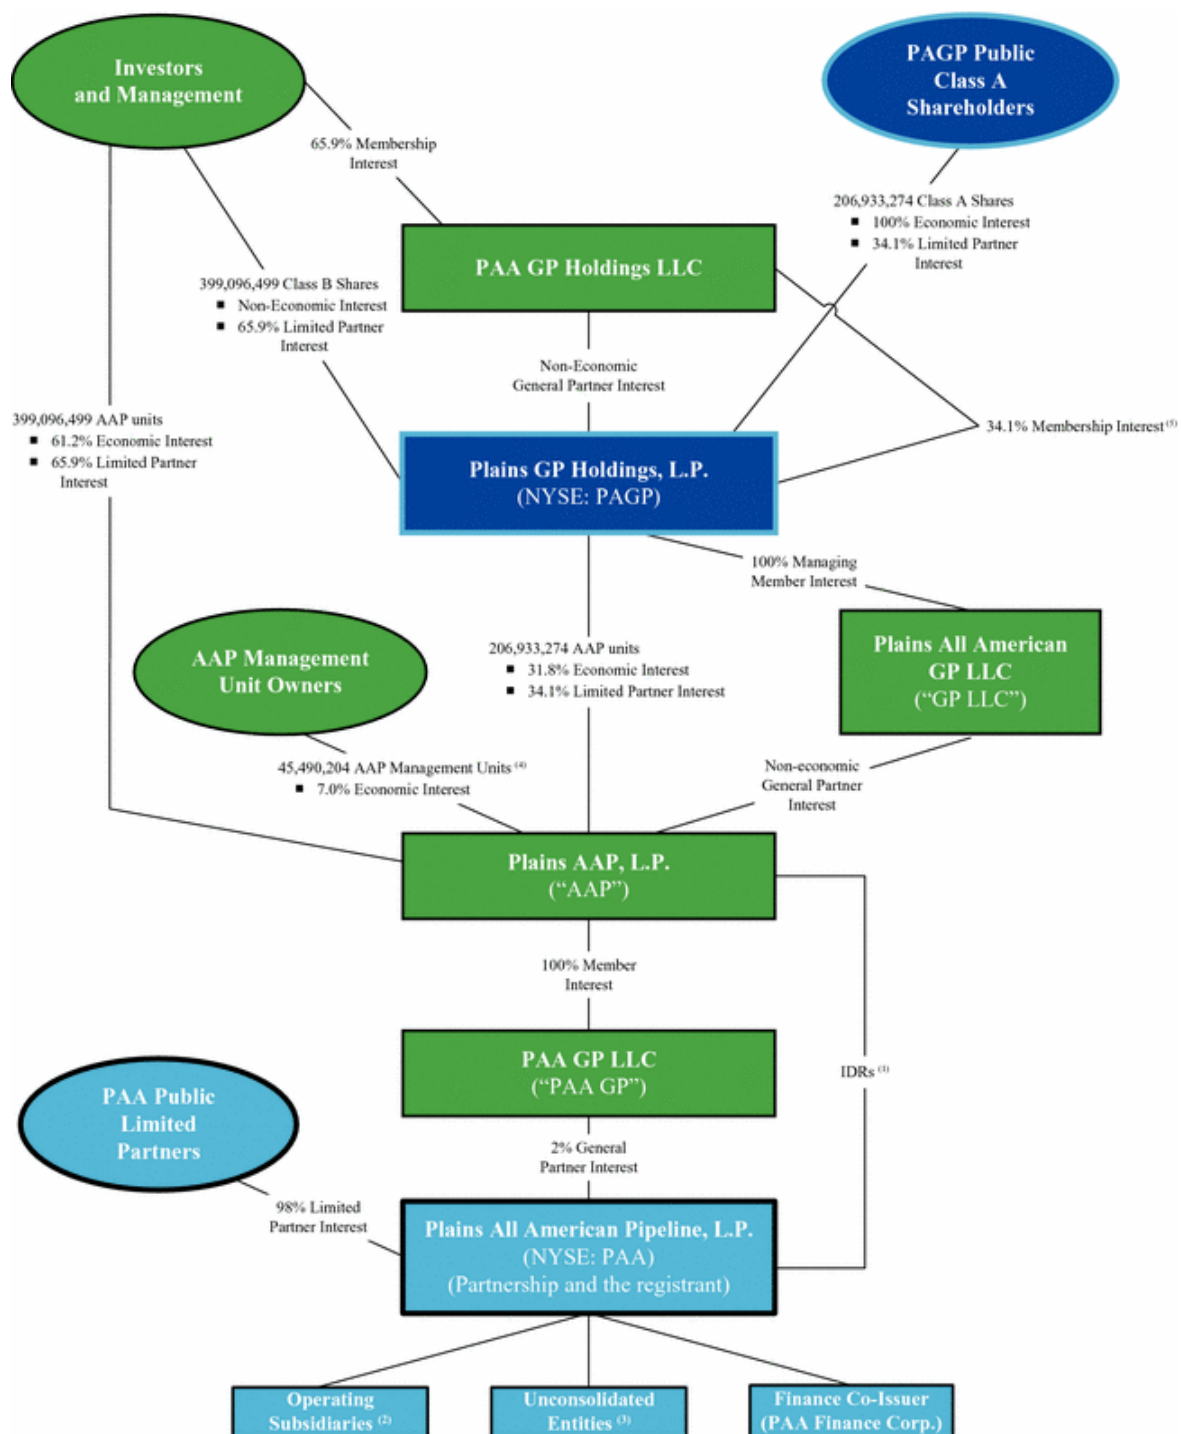 Investors
and Management
PAGP Public
Class A
Shareholders
65.9% Membership
Interest
206,933,274 Class A Shares
■ 100% Economic Interest
■ 34.1% Limited Partner
Interest
PAA GP Holdings LLC
399,096,499 Class B Shares
■ Non-Economic Interest
■ 65.9% Limited Partner
Interest
Non-Economic
General Partner Interest
399,096,499 AAP units
■ 61.2% Economic Interest
■ 65.9% Limited Partner
Interest
34.1% Membership Interest (5)
Plains GP Holdings, L.P.
(NYSE: PAGP)
100% Managing
Member Interest
AAP Management
Unit Owners
206,933,274 AAP units
■ 31.8% Economic Interest
■ 34.1% Limited Partner Interest
Plains All American
GP LLC
(“GP LLC”)
45,490,204 AAP Management Units (4)
■ 7.0% Economic Interest
Non-economic
General Partner
Interest
Plains AAP, L.P.
(“AAP”)
100% Member
Interest
PAA GP LLC
(“PAA GP”)
IDRs (1)
PAA Public
Limited
Partners
2% General
Partner Interest
98% Limited
Partner Interest
Plains All American Pipeline, L.P.
(NYSE: PAA)
(Partnership and the registrant)
Operating
Subsidiaries (2)
Unconsolidated
Entities (3)
Finance Co-Issuer
(PAA Finance Corp.)